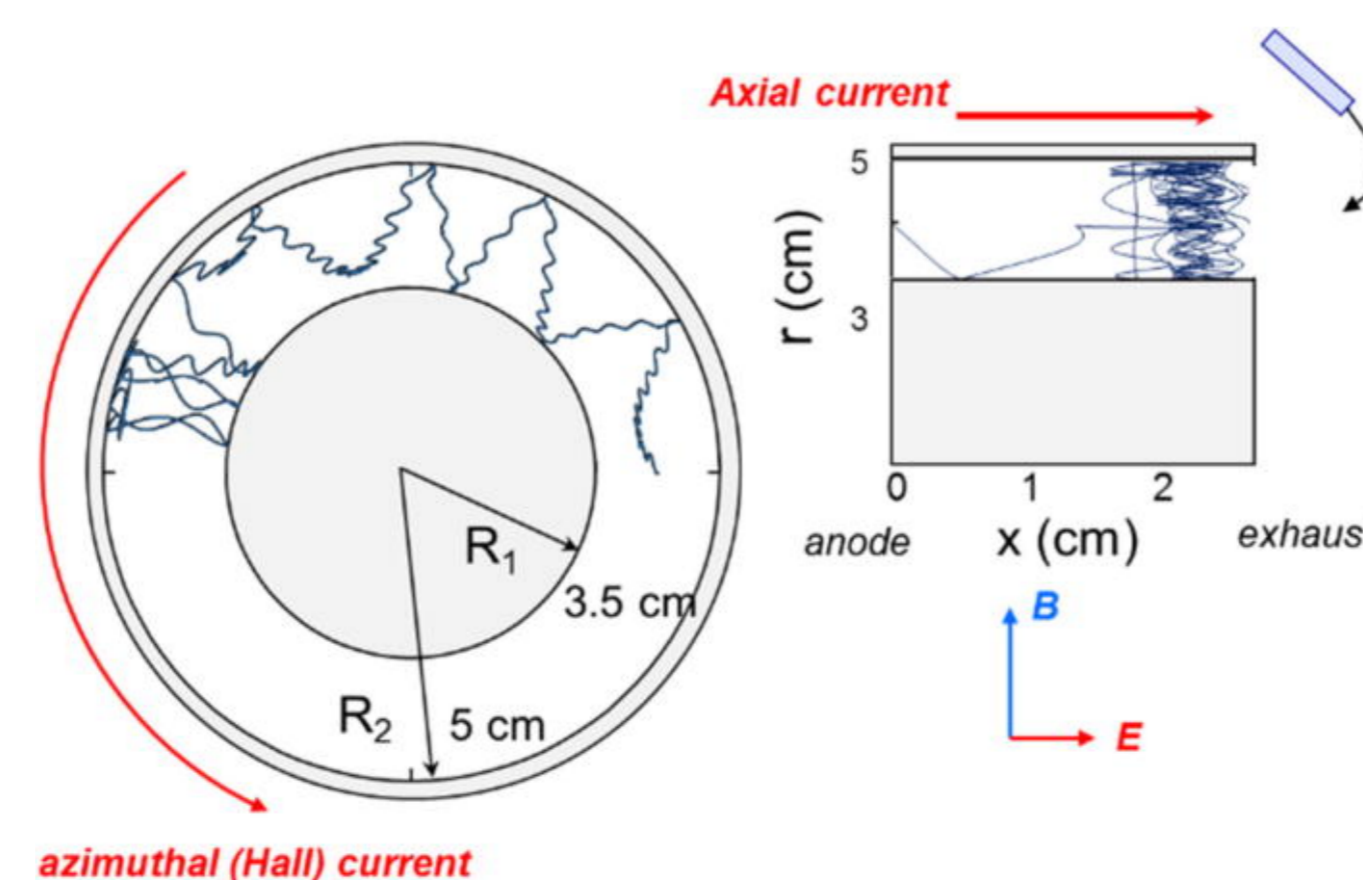 Axial current
5
3
r (cm)
0 1 2
anode x (cm) exhaus
R1
3.5 cm
R2
5 cm
B
E
azimuthal (Hall) current